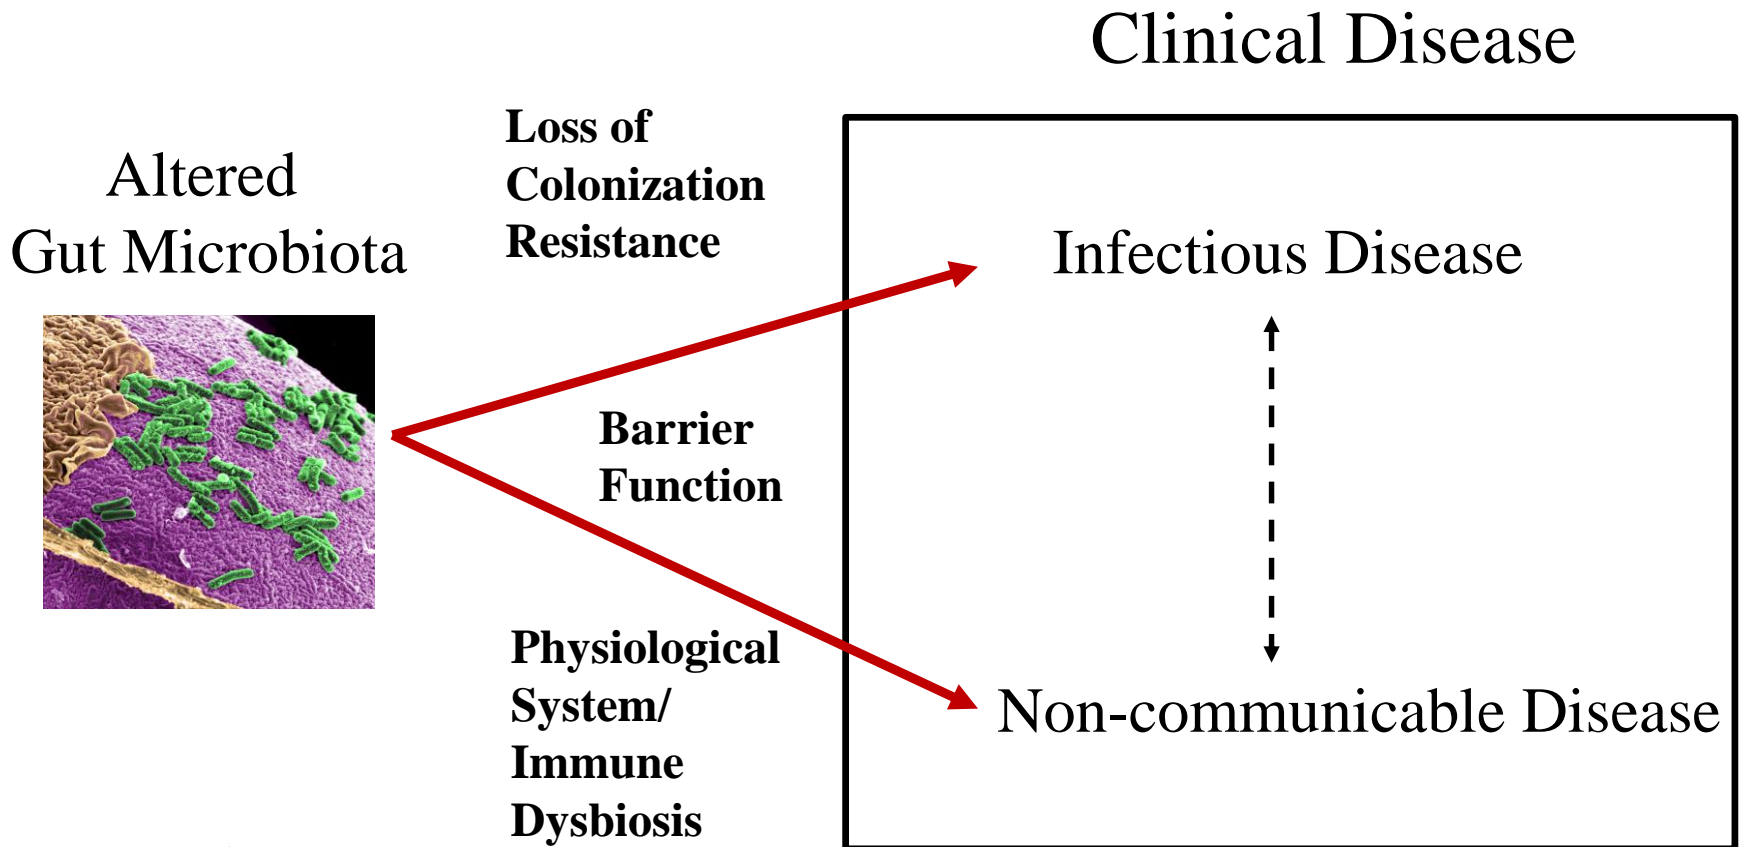 Clinical Disease
Altered
Gut Microbiota
Loss of
Colonization
Resistance
Infectious Disease
Barrier
Function
Physiological
System/
Immune
Dysbiosis
Non-communicable Disease